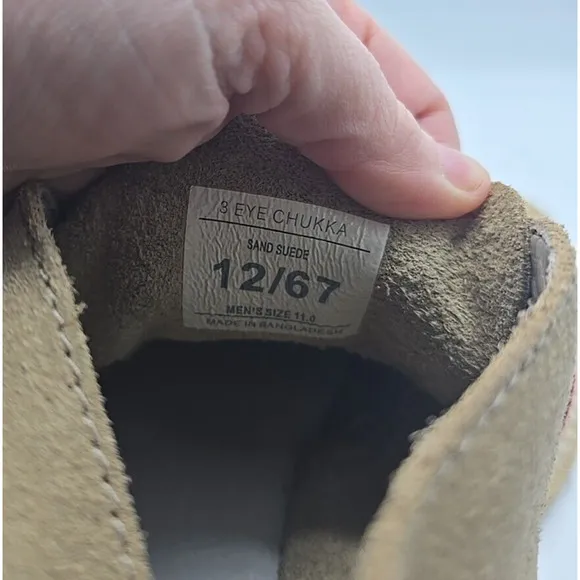 3 EYE CHUKKA
SAND SUEDE
12/67
MEN'S SIZE 11.0
MADE IN BANGLADESH